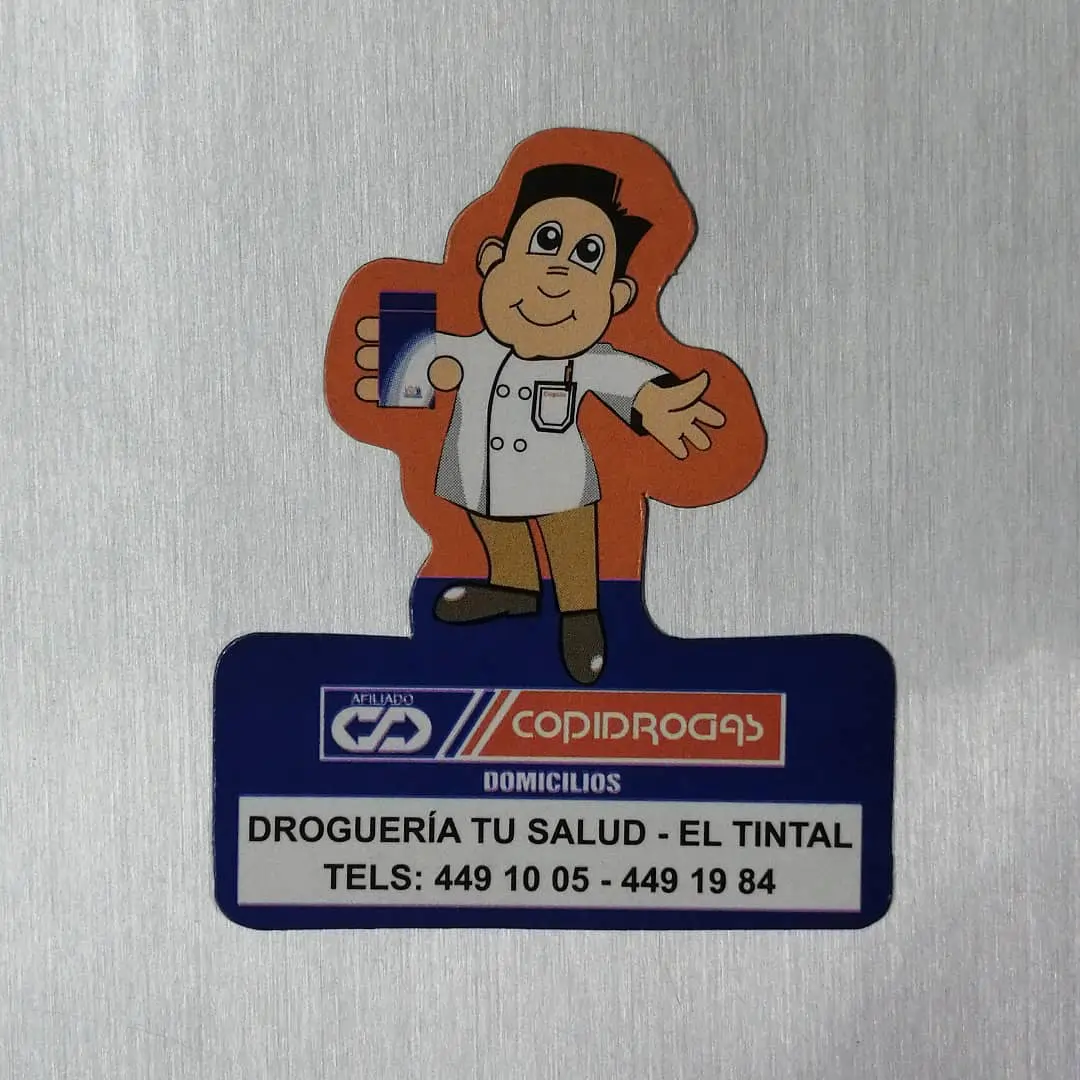 AFILIADO
COPIDROGAS
DOMICILIOS
DROGUERÍA TU SALUD - EL TINTAL
TELS: 449 10 05 - 449 19 84